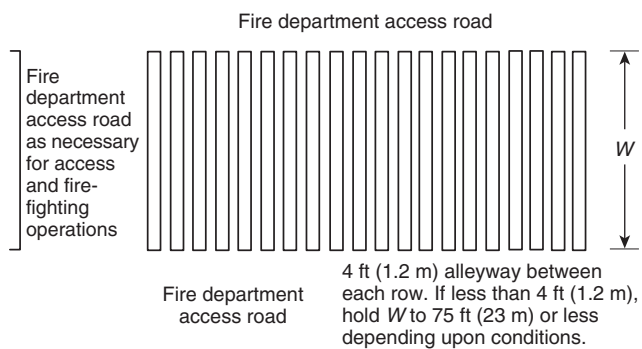 Fire department access road
Fire
department
access road
as necessary
for access
and fire-
fighting
operations
W
Fire department
access road
4 ft (1.2 m) alleyway between
each row. If less than 4 ft (1.2 m),
hold W to 75 ft (23 m) or less
depending upon conditions.